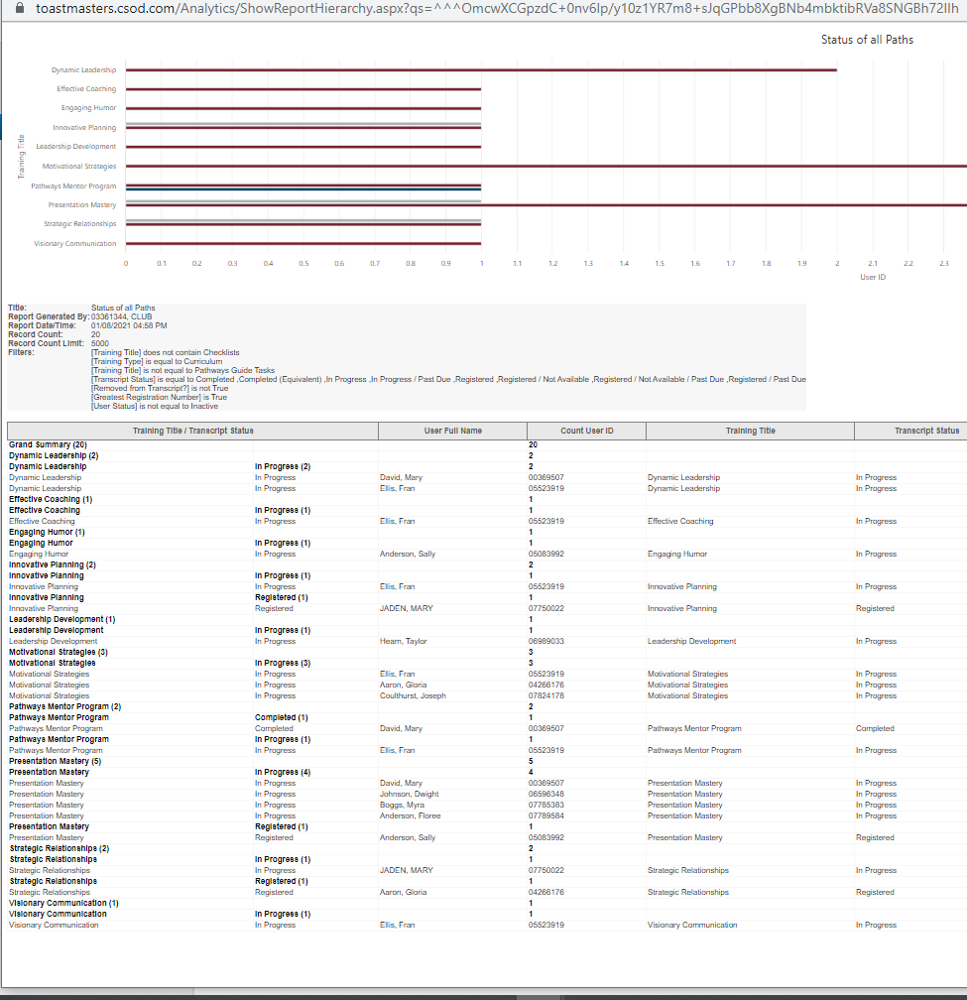 toastmasters.csod.com/Analytics/ShowReportHierarchy.aspx?qs=^^^OmcwXCGpzdC+0nv6Ip/y10z1YR7m8+sJqGPbb8XgBNb4mbktibRVa8SNGBh72IIh
Status of all Paths
Training Title
Dynamic Leadership
Effective Coaching
Engaging Humor
Innovative Planning
Leadership Development
Motivational Strategies
Pathways Mentor Program
Presentation Mastery
Strategic Relationships
Visionary Communication
0 0.1 0.2 0.3 0.4 0.5 0.6 0.7 0.8 0.9 1 1.1 1.2 1.3 1.4 1.5 1.6 1.7 1.8 1.9 2 2.1 2.2 2.3
User ID
Title: Status of all Paths
Report Generated By: 03361344, CLUB
Report Date/Time: 01/08/2021 04:58 PM
Record Count: 20
Record Count Limit: 5000
Filters: [Training Title] does not contain Checklists
[Training Type] is equal to Curriculum
[Training Title] is not equal to Pathways Guide Tasks
[Transcript Status] is equal to Completed ,Completed (Equivalent) ,In Progress ,In Progress / Past Due ,Registered ,Registered / Not Available ,Registered / Not Available / Past Due ,Registered / Past Due
[Removed from Transcript?] is not True
[Greatest Registration Number] is True
[User Status] is not equal to Inactive
Training Title / Transcript Status User Full Name Count User ID Training Title Transcript Status
Grand Summary (20) 20
Dynamic Leadership (2) 2
Dynamic Leadership In Progress (2) 2
Dynamic Leadership In Progress David, Mary 00369507 Dynamic Leadership In Progress
Dynamic Leadership In Progress Ellis, Fran 05523919 Dynamic Leadership In Progress
Effective Coaching (1) 1
Effective Coaching In Progress (1) 1
Effective Coaching In Progress Ellis, Fran 05523919 Effective Coaching In Progress
Engaging Humor (1) 1
Engaging Humor In Progress (1) 1
Engaging Humor In Progress Anderson, Sally 05083992 Engaging Humor In Progress
Innovative Planning (2) 2
Innovative Planning In Progress (1) 1
Innovative Planning In Progress Ellis, Fran 05523919 Innovative Planning In Progress
Innovative Planning Registered (1) 1
Innovative Planning Registered JADEN, MARY 07750022 Innovative Planning Registered
Leadership Development (1) 1
Leadership Development In Progress (1) 1
Leadership Development In Progress Hearn, Taylor 06989033 Leadership Development In Progress
Motivational Strategies (3) 3
Motivational Strategies In Progress (3) 3
Motivational Strategies In Progress Ellis, Fran 05523919 Motivational Strategies In Progress
Motivational Strategies In Progress Aaron, Gloria 04266176 Motivational Strategies In Progress
Motivational Strategies In Progress Coulthurst, Joseph 07824178 Motivational Strategies In Progress
Pathways Mentor Program (2) 2
Pathways Mentor Program Completed (1) 1
Pathways Mentor Program Completed David, Mary 00369507 Pathways Mentor Program Completed
Pathways Mentor Program In Progress (1) 1
Pathways Mentor Program In Progress Ellis, Fran 05523919 Pathways Mentor Program In Progress
Presentation Mastery (5) 5
Presentation Mastery In Progress (4) 4
Presentation Mastery In Progress David, Mary 00369507 Presentation Mastery In Progress
Presentation Mastery In Progress Johnson, Dwight 06596348 Presentation Mastery In Progress
Presentation Mastery In Progress Boggs, Myra 07785383 Presentation Mastery In Progress
Presentation Mastery In Progress Anderson, Floree 07789584 Presentation Mastery In Progress
Presentation Mastery Registered (1) 1
Presentation Mastery Registered Anderson, Sally 05083992 Presentation Mastery Registered
Strategic Relationships (2) 2
Strategic Relationships In Progress (1) 1
Strategic Relationships In Progress JADEN, MARY 07750022 Strategic Relationships In Progress
Strategic Relationships Registered (1) 1
Strategic Relationships Registered Aaron, Gloria 04266176 Strategic Relationships Registered
Visionary Communication (1) 1
Visionary Communication In Progress (1) 1
Visionary Communication In Progress Ellis, Fran 05523919 Visionary Communication In Progress